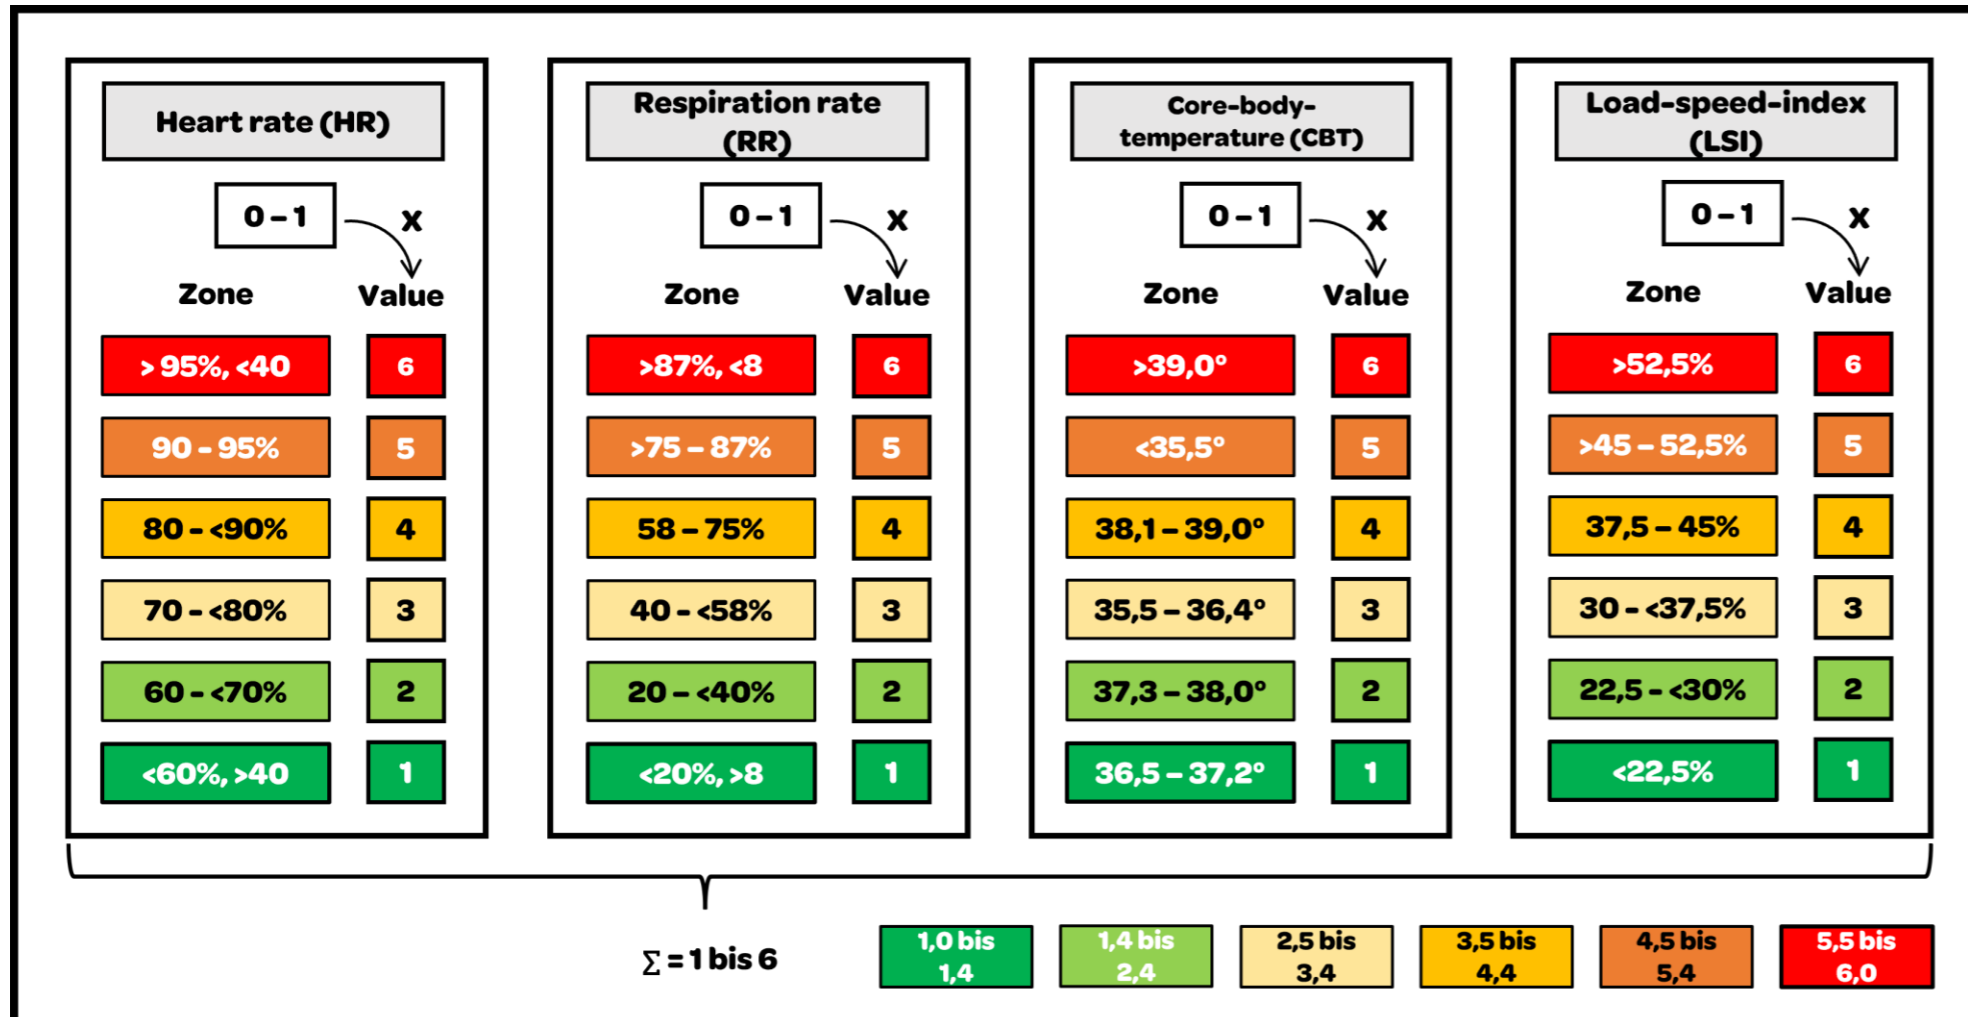 Heart rate (HR)
0 – 1
X
Zone Value
> 95%, <40 6
90 – 95% 5
80 – <90% 4
70 – <80% 3
60 – <70% 2
<60%, >40 1
Respiration rate
(RR)
0 – 1
X
Zone Value
>87%, <8 6
>75 – 87% 5
58 – 75% 4
40 – <58% 3
20 – <40% 2
<20%, >8 1
Core-body-
temperature (CBT)
0 – 1
X
Zone Value
>39,0° 6
<35,5° 5
38,1 – 39,0° 4
35,5 – 36,4° 3
37,3 – 38,0° 2
36,5 – 37,2° 1
Load-speed-index
(LSI)
0 – 1
X
Zone Value
>52,5% 6
>45 – 52,5% 5
37,5 – 45% 4
30 – <37,5% 3
22,5 – <30% 2
<22,5% 1
∑ = 1 bis 6
1,0 bis
1,4
1,4 bis
2,4
2,5 bis
3,4
3,5 bis
4,4
4,5 bis
5,4
5,5 bis
6,0